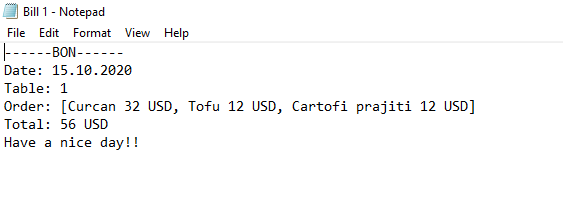 Bill 1 - Notepad
File Edit Format View Help
------BON------
Date: 15.10.2020
Table: 1
Order: [Curcan 32 USD, Tofu 12 USD, Cartofi prajiti 12 USD]
Total: 56 USD
Have a nice day!!